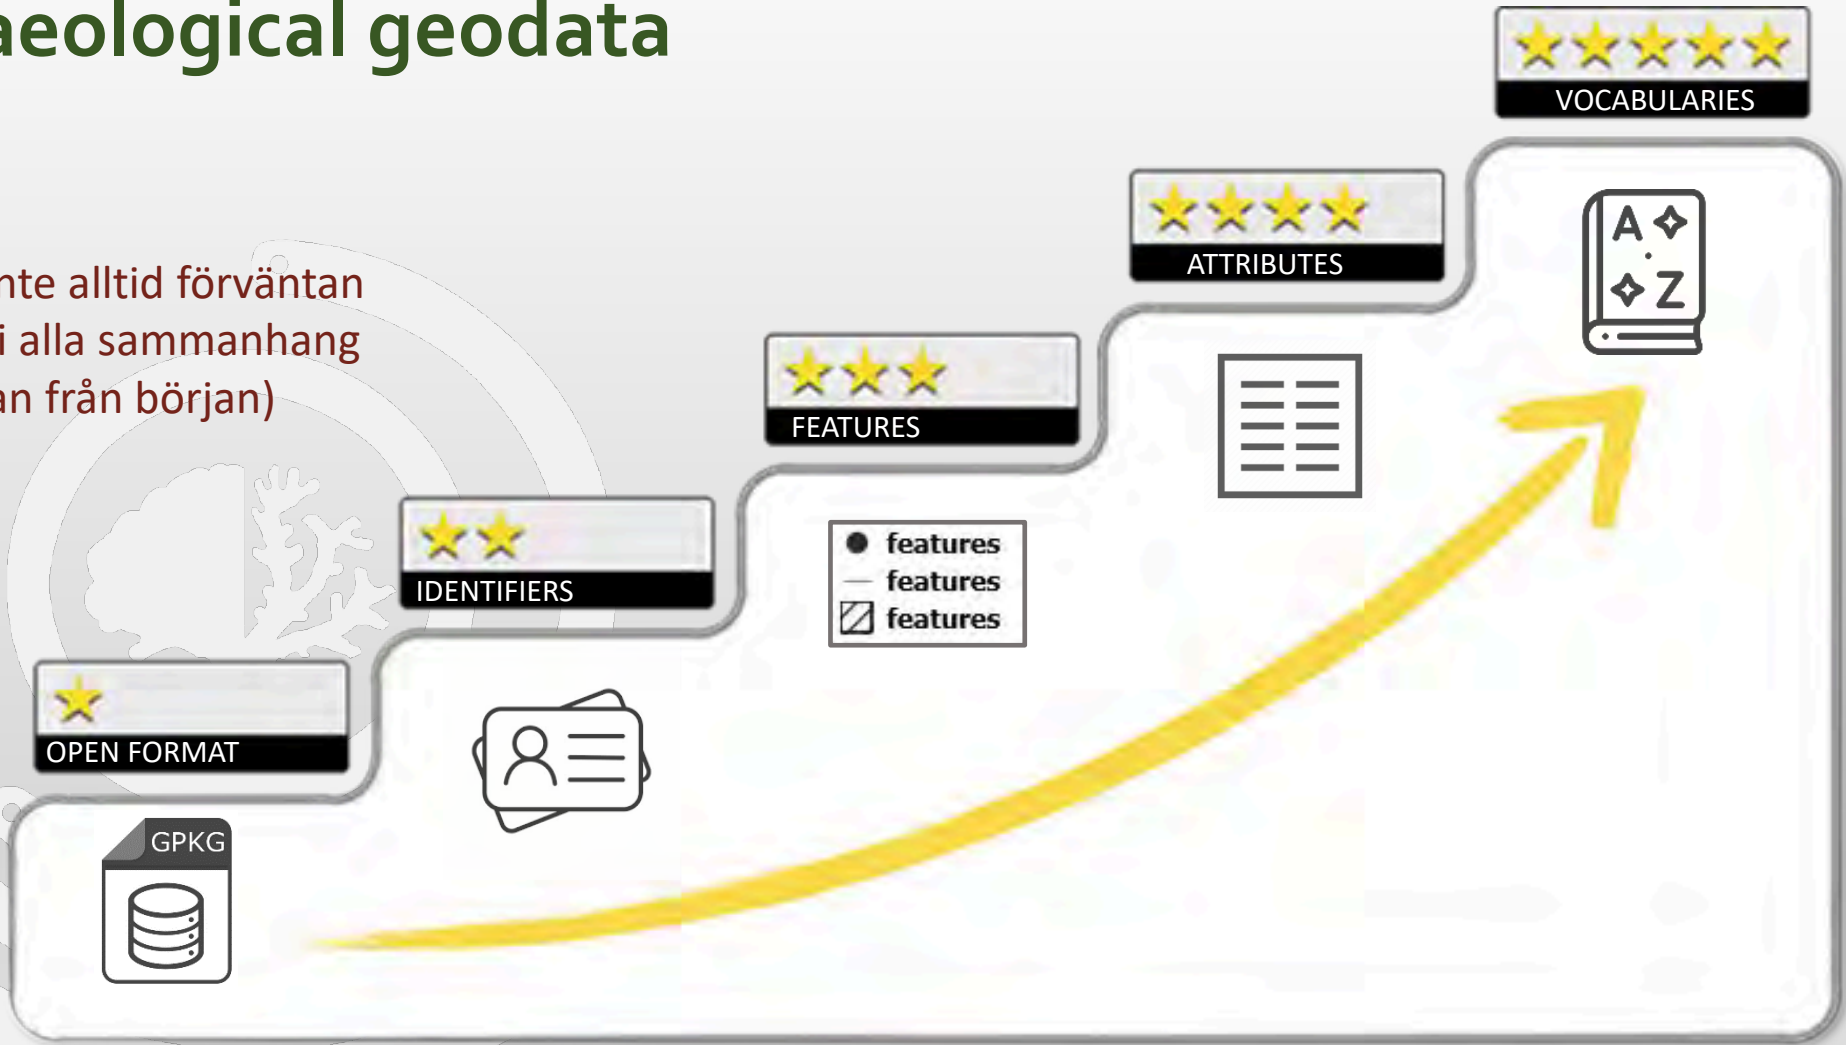 aeological geodata
nte alltid förväntan
i alla sammanhang
an från början)
VOCABULARIES
A
Z
ATTRIBUTES
FEATURES
features
features
features
IDENTIFIERS
OPEN FORMAT
GPKG